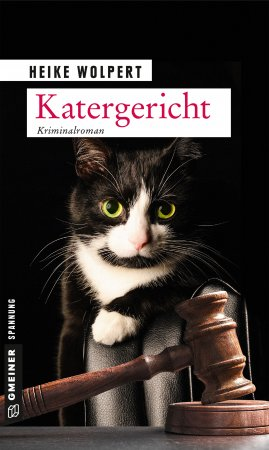 HEIKE WOLPERT
Katergericht
Kriminalroman
GMEINER SPANNUNG